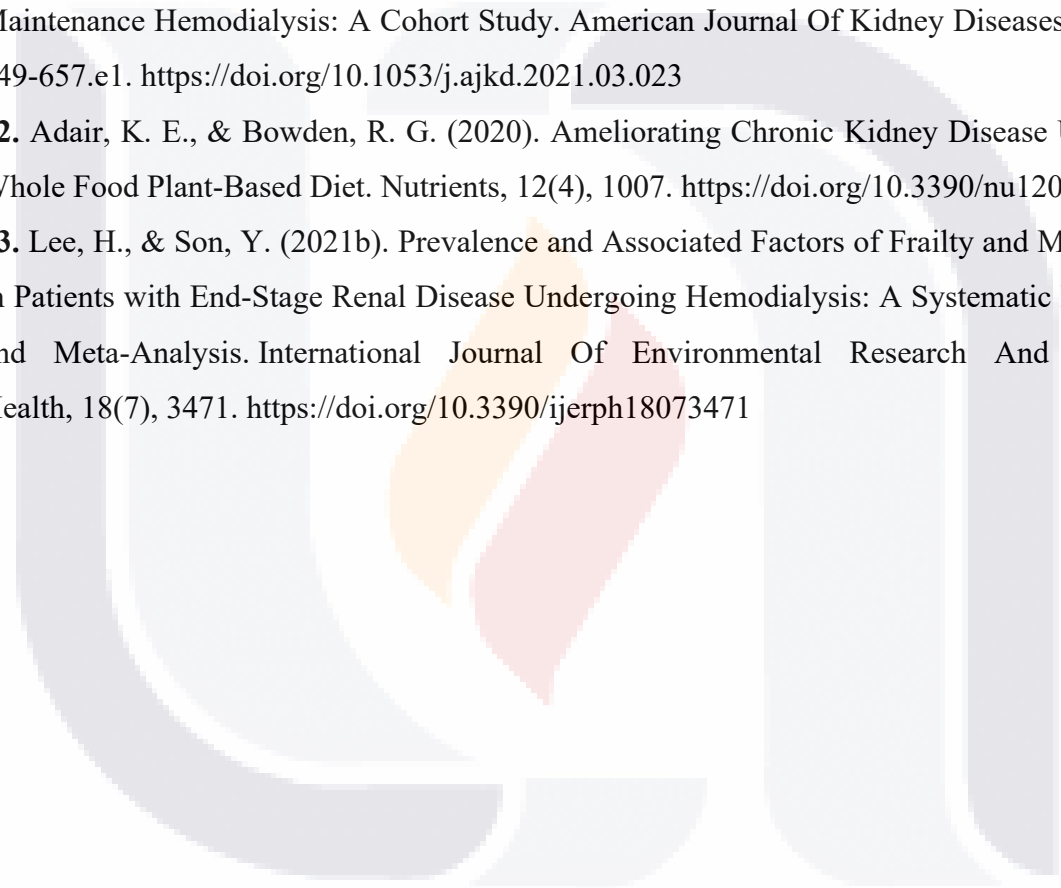 Maintenance Hemodialysis: A Cohort Study. American Journal Of Kidney Diseases
49-657.e1. https://doi.org/10.1053/j.ajkd.2021.03.023
2. Adair, K. E., & Bowden, R. G. (2020). Ameliorating Chronic Kidney Disease
Whole Food Plant-Based Diet. Nutrients, 12(4), 1007. https://doi.org/10.3390/nu120
3. Lee, H., & Son, Y. (2021b). Prevalence and Associated Factors of Frailty and M
Patients with End-Stage Renal Disease Undergoing Hemodialysis: A Systematic
nd Meta-Analysis. International Journal Of Environmental Research And
Health, 18(7), 3471. https://doi.org/10.3390/ijerph18073471